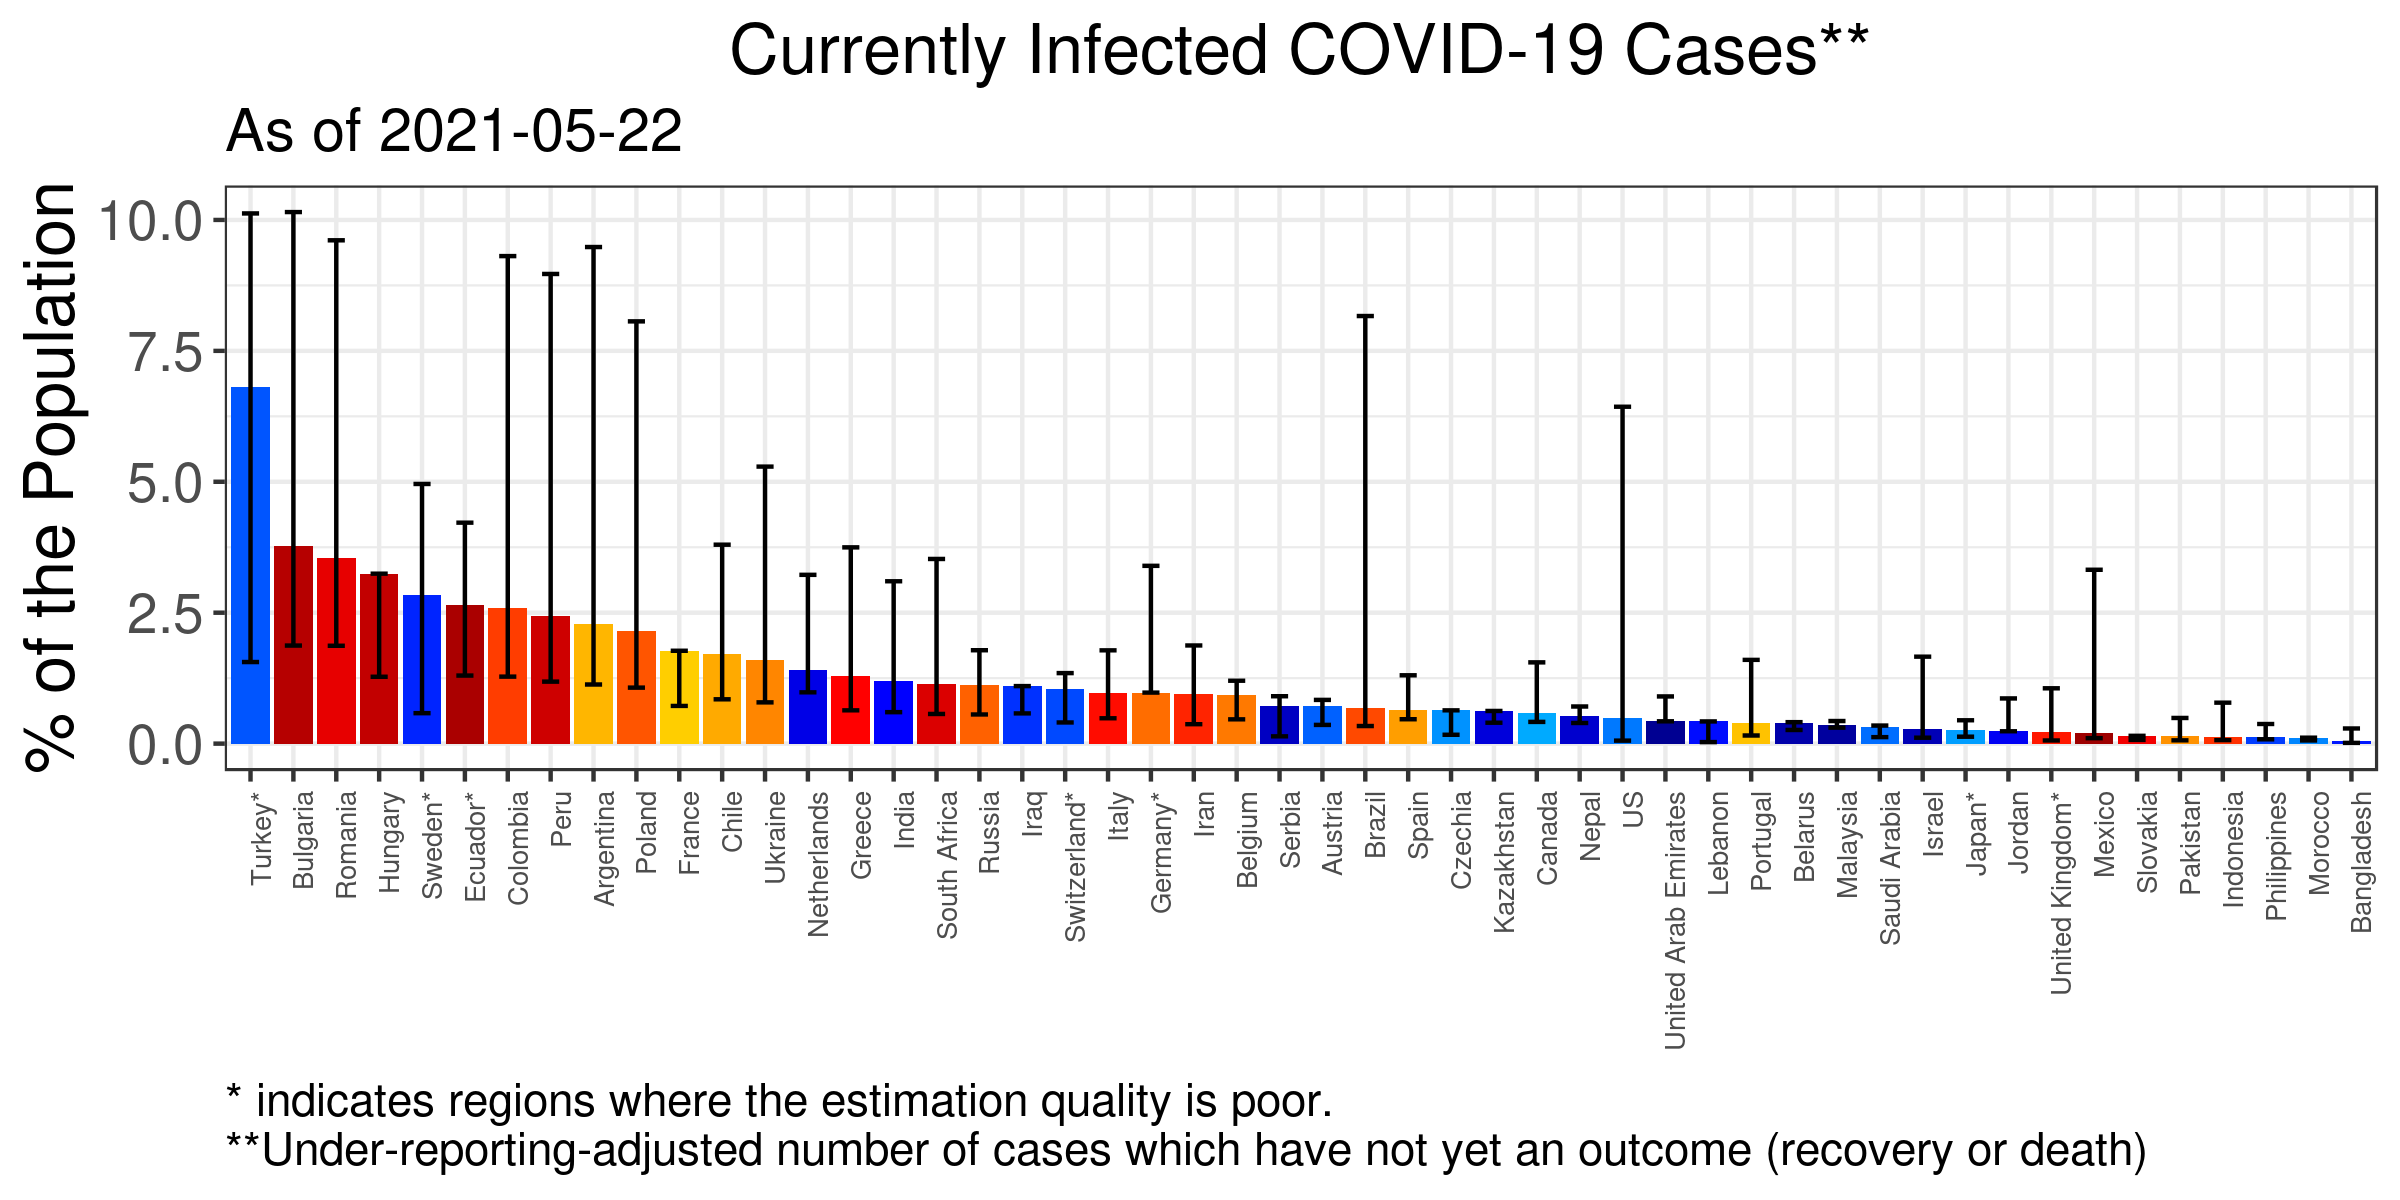 Currently Infected COVID-19 Cases**
As of 2021-05-22
% of the Population
10.0
7.5
5.0
2.5
0.0
Turkey*
Bulgaria
Romania
Hungary
Sweden*
Ecuador*
Colombia
Peru
Argentina
Poland
France
Chile
Ukraine
Netherlands
Greece
India
South Africa
Russia
Iraq
Switzerland*
Italy
Germany*
Iran
Belgium
Serbia
Austria
Brazil
Spain
Czechia
Kazakhstan
Canada
Nepal
US
United Arab Emirates
Lebanon
Portugal
Belarus
Malaysia
Saudi Arabia
Israel
Japan*
Jordan
United Kingdom*
Mexico
Slovakia
Pakistan
Indonesia
Philippines
Morocco
Bangladesh
* indicates regions where the estimation quality is poor.
**Under-reporting-adjusted number of cases which have not yet an outcome (recovery or death)